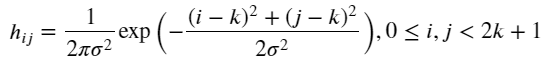 h_{ij} = \frac{1}{2\pi\sigma^2} \exp\left(-\frac{(i-k)^2 + (j-k)^2}{2\sigma^2}\right), 0 \leq i, j < 2k + 1